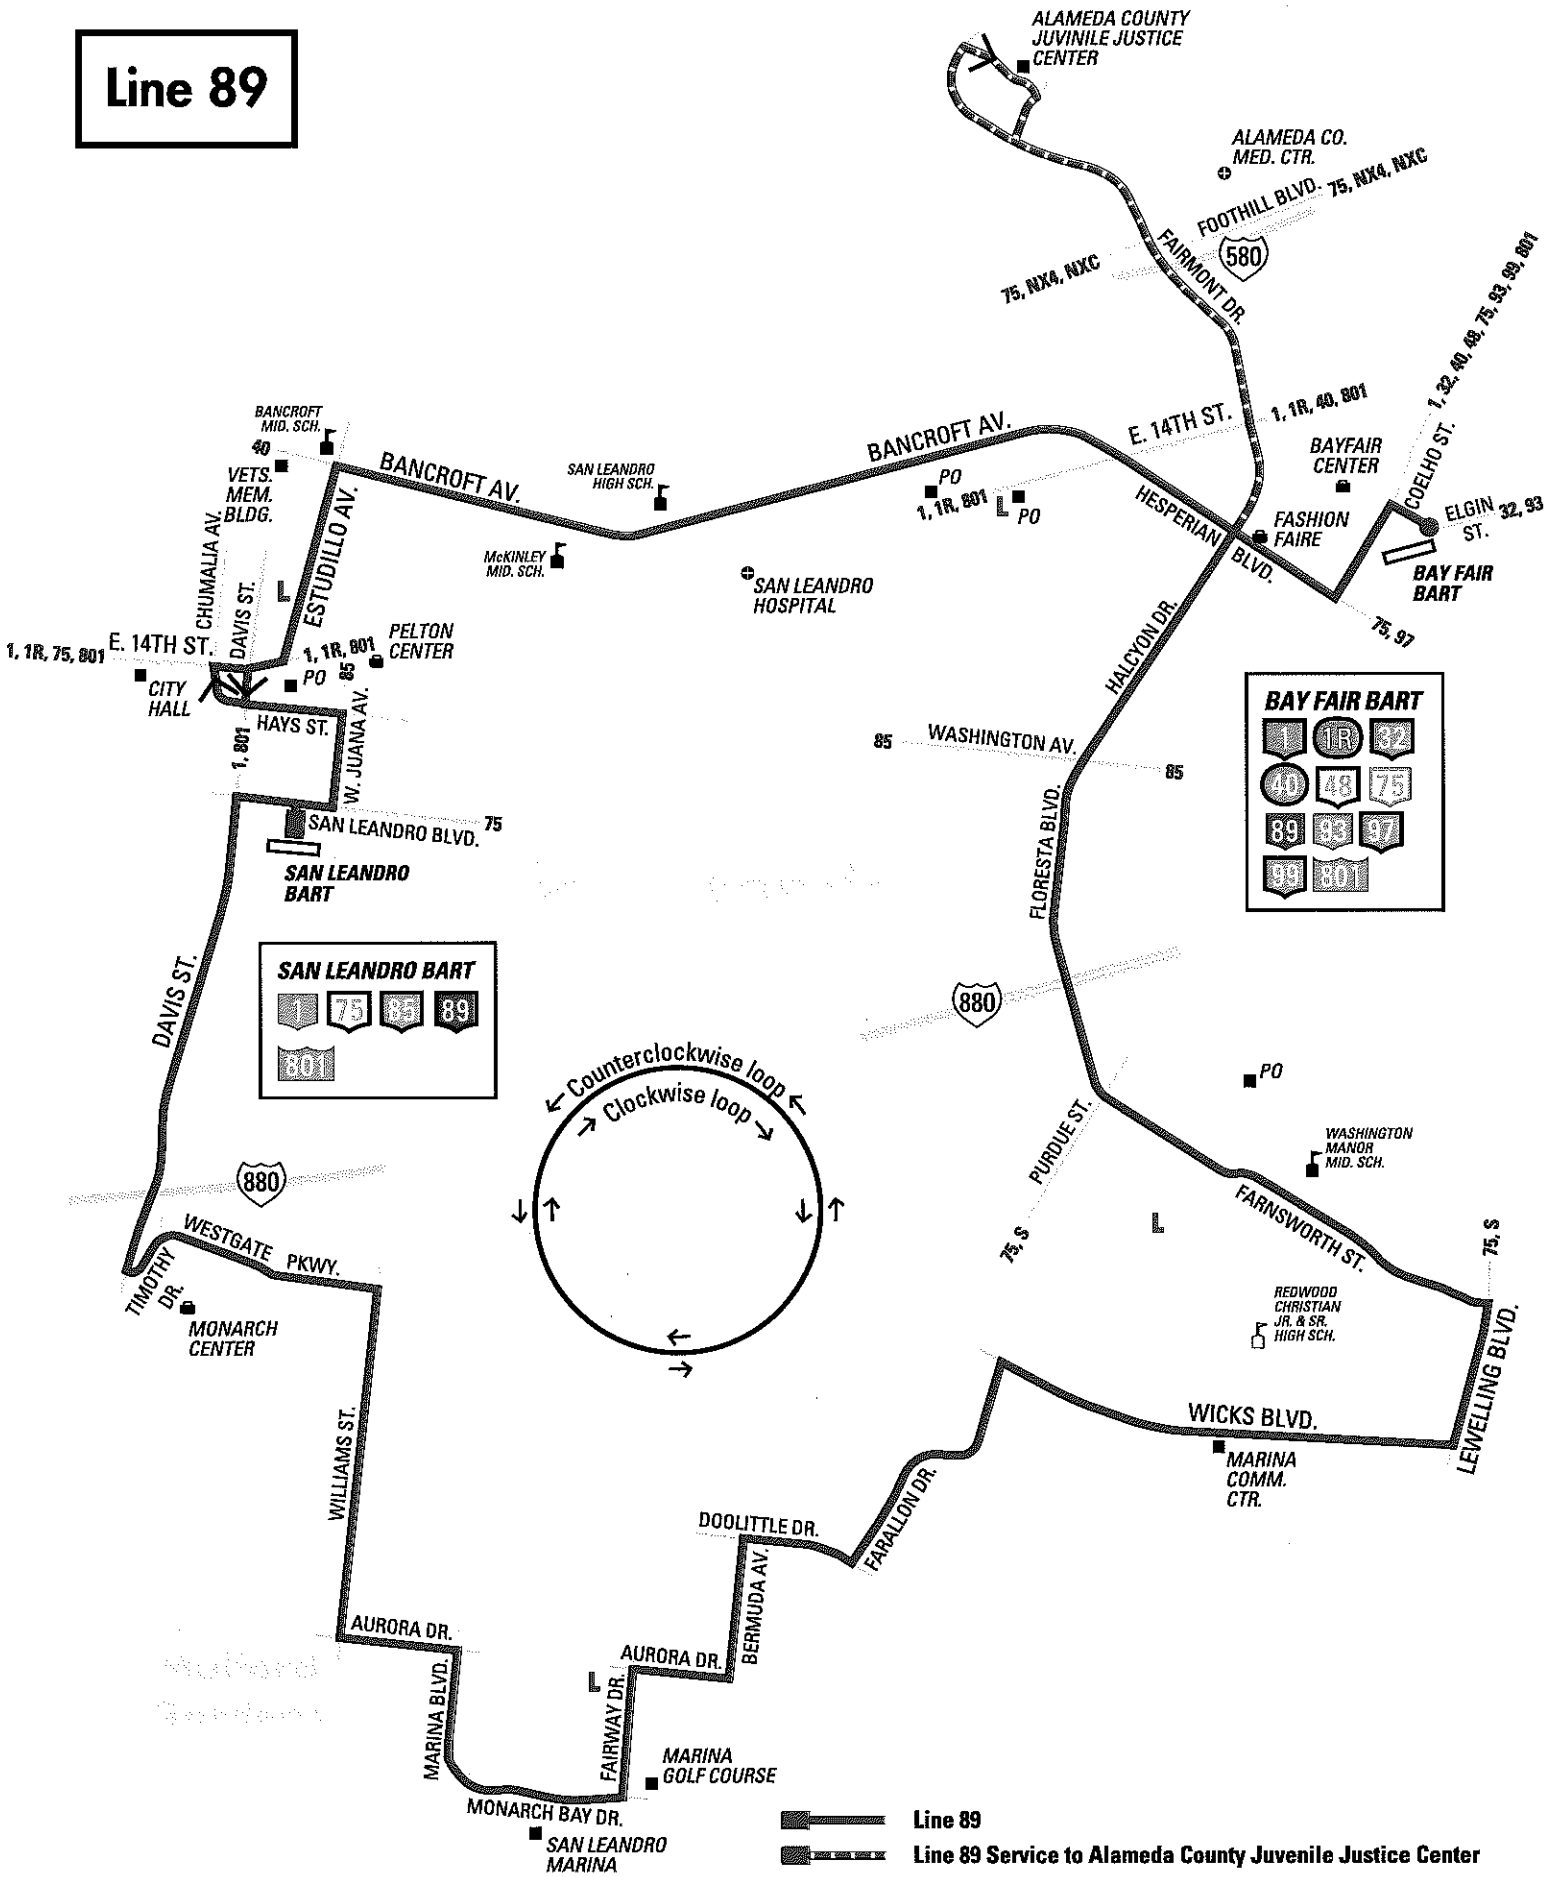 Line 89
ALAMEDA COUNTY
JUVINILE JUSTICE
CENTER
ALAMEDA CO.
MED. CTR.
FOOTHILL BLVD.
75, NX4, NXC
75, NX4, NXC
580
FAIRMONT DR.
1, 32, 40, 48, 75, 93, 99, 801
COELHO ST.
BANCROFT
MID. SCH.
40
VETS.
MEM.
BLDG.
BANCROFT AV.
SAN LEANDRO
HIGH SCH.
BANCROFT AV.
E. 14TH ST.
1, 1R, 40, 801
BAYFAIR
CENTER
PO
1, 1R, 801
L
PO
HESPERIAN
BLVD.
FASHION
FAIRE
ELGIN
ST.
32, 93
BAY FAIR
BART
75, 97
McKINLEY
MID. SCH.
SAN LEANDRO
HOSPITAL
CHUMALIA AV.
DAVIS ST.
L
ESTUDILLO AV.
1, 1R, 75, 801
E. 14TH ST.
1, 1R, 801
PELTON
CENTER
CITY
HALL
PO
85
HAYS ST.
W. JUANA AV.
1, 801
SAN LEANDRO BLVD.
75
SAN LEANDRO
BART
HALCYON DR.
85
WASHINGTON AV.
85
FLORESTA BLVD.
BAY FAIR BART
1
1R
32
40
48
75
89
93
97
99
801
SAN LEANDRO BART
1
75
85
89
801
DAVIS ST.
880
880
Counterclockwise loop
Clockwise loop
PO
PURDUE ST.
75, S
WASHINGTON
MANOR
MID. SCH.
L
FARNSWORTH ST.
75, S
REDWOOD
CHRISTIAN
JR. & SR.
HIGH SCH.
LEWELLING BLVD.
WICKS BLVD.
MARINA
COMM.
CTR.
WESTGATE
PKWY.
TIMOTHY
DR.
MONARCH
CENTER
WILLIAMS ST.
DOOLITTLE DR.
FARALLON DR.
BERMUDA AV.
AURORA DR.
AURORA DR.
MARINA BLVD.
L
FAIRWAY DR.
MARINA
GOLF COURSE
MONARCH BAY DR.
SAN LEANDRO
MARINA
Line 89
Line 89 Service to Alameda County Juvenile Justice Center